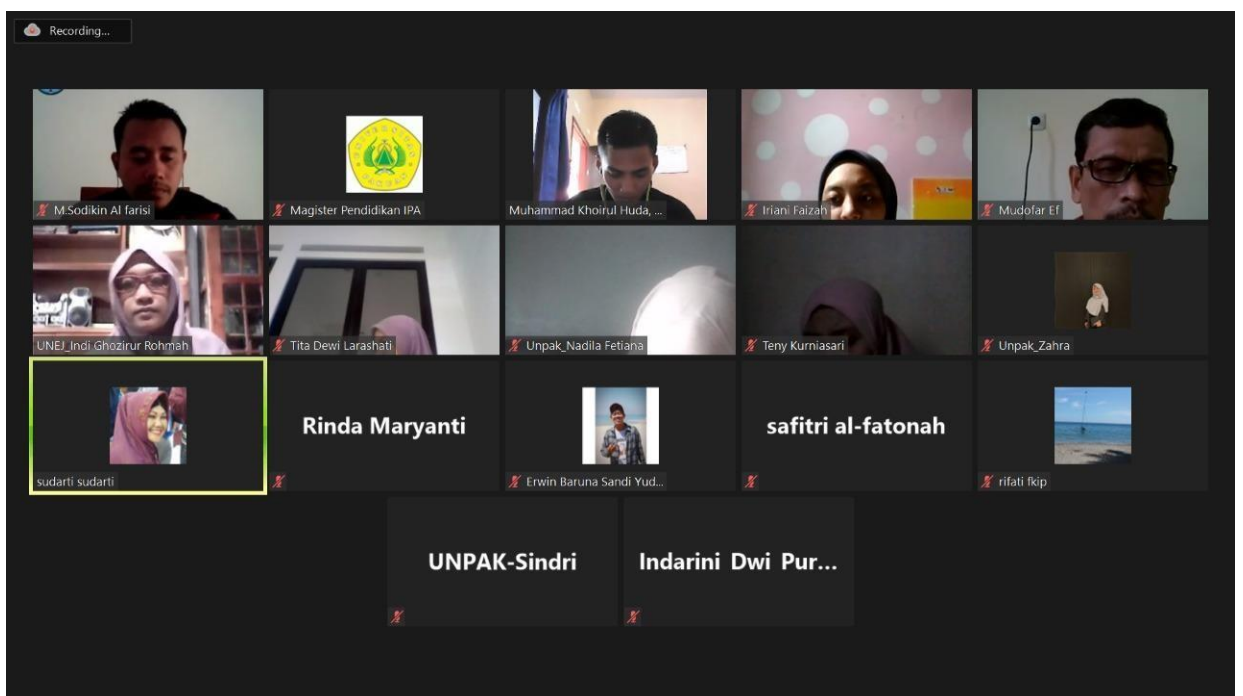 Recording...
M.Sodikin Al farisi
UNIVERSITAS
PAKUAN
Magister Pendidikan IPA
Muhammad Khoirul Huda, ...
Iriani Faizah
Mudofar Ef
UNEJ_Indi Ghozirur Rohmah
Tita Dewi Larashati
Unpak_Nadila Fetiana
Teny Kurniasari
Unpak_Zahra
sudarti sudarti
Rinda Maryanti
Erwin Baruna Sandi Yud...
safitri al-fatonah
rifati fkip
UNPAK-Sindri
Indarini Dwi Pur...